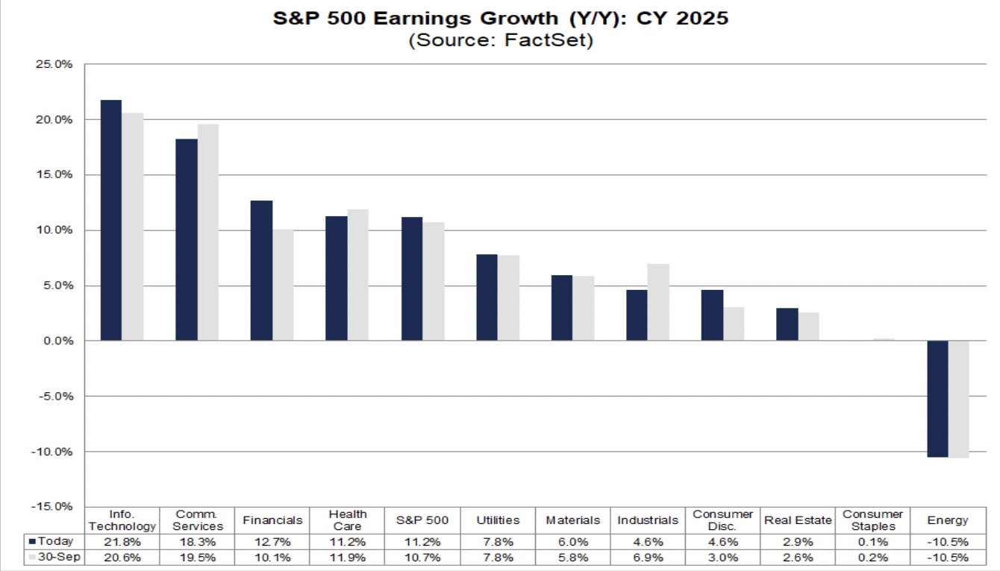 S&P 500 Earnings Growth (Y/Y): CY 2025
(Source: FactSet)
25.0%
20.0%
15.0%
10.0%
5.0%
0.0%
-5.0%
-10.0%
-15.0%
Info. Technology Comm. Services Financials Health Care S&P 500 Utilities Materials Industrials Consumer Disc. Real Estate Consumer Staples Energy
Today 21.8% 18.3% 12.7% 11.2% 11.2% 7.8% 6.0% 4.6% 4.6% 2.9% 0.1% -10.5%
30-Sep 20.6% 19.5% 10.1% 11.9% 10.7% 7.8% 5.8% 6.9% 3.0% 2.6% 0.2% -10.5%